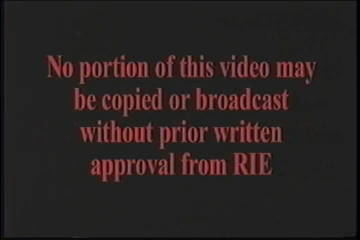 No portion of this video may
be copied or broadcast
without prior written
approval from RIE